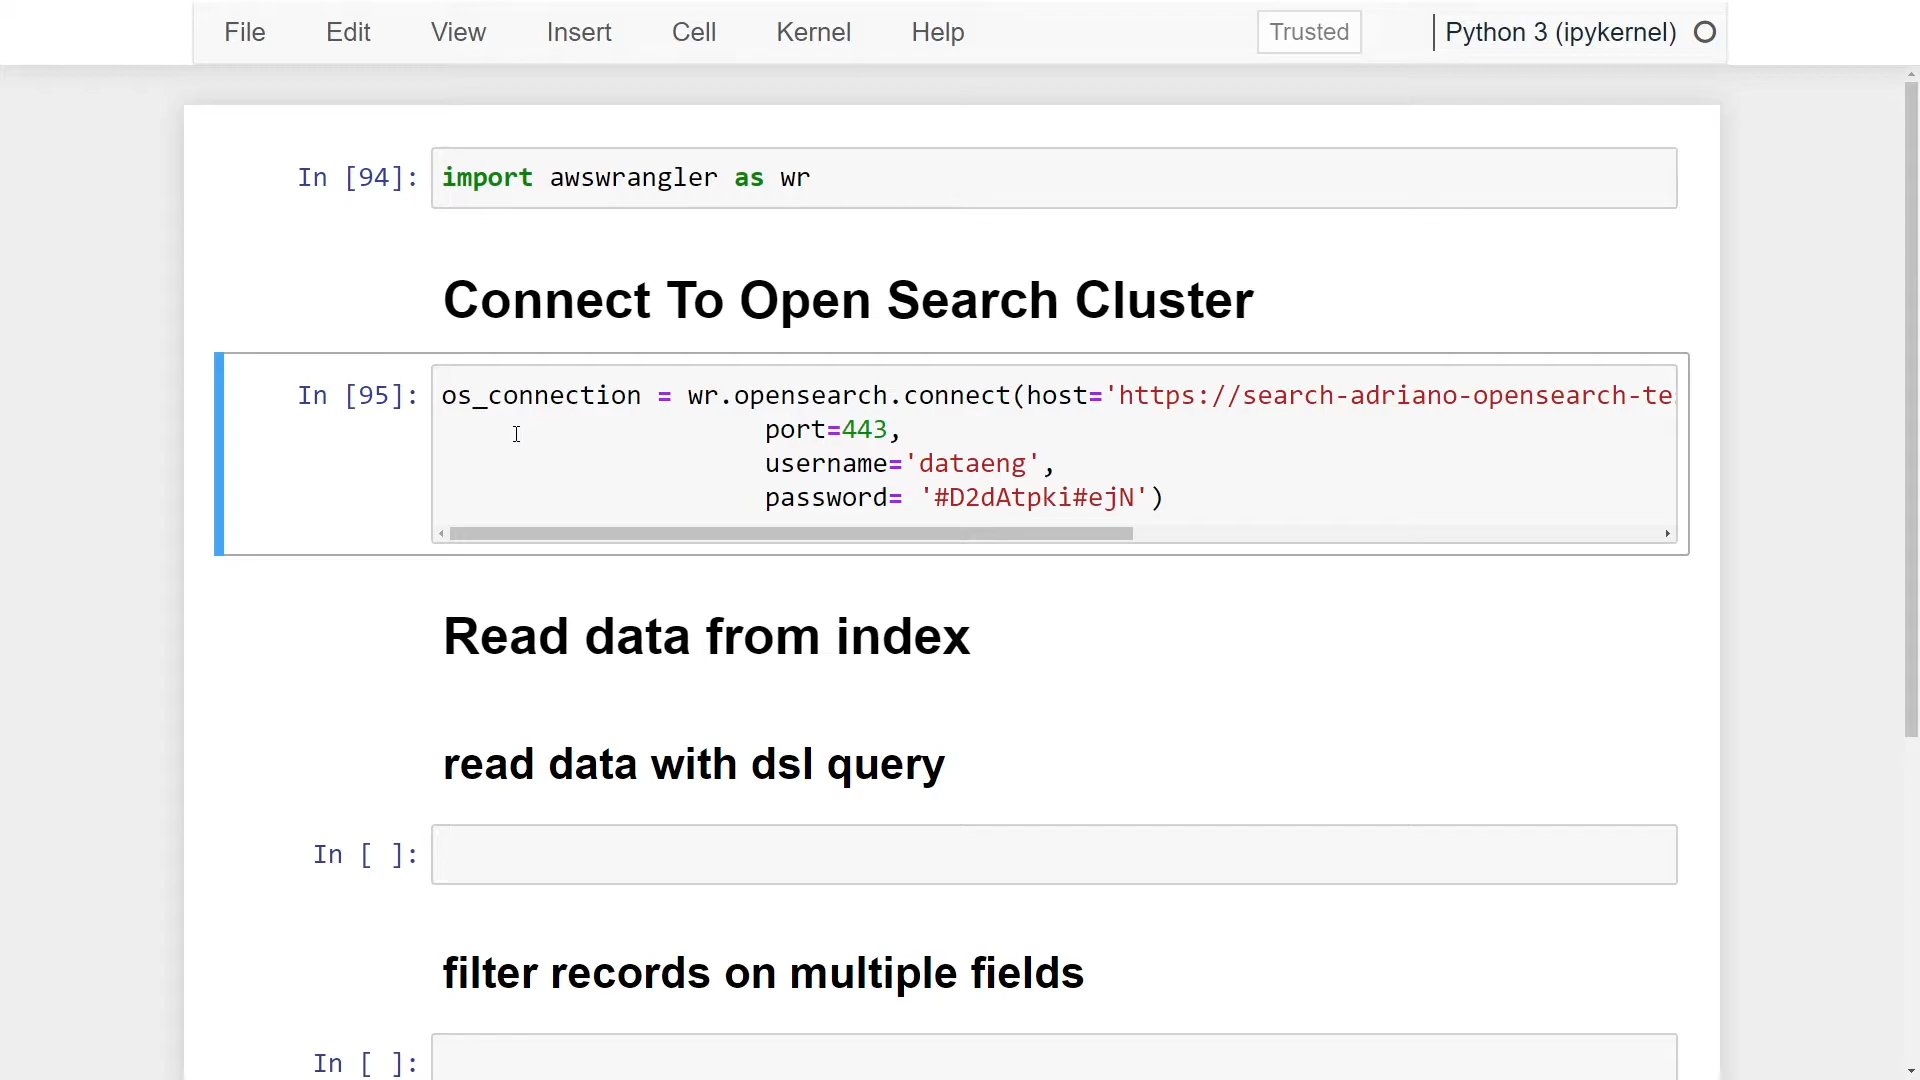 File Edit View Insert Cell Kernel Help Trusted Python 3 (ipykernel)
In [94]: import awswrangler as wr
Connect To Open Search Cluster
In [95]: os_connection = wr.opensearch.connect(host='https://search-adriano-opensearch-te
port=443,
username='dataeng',
password= '#D2dAtpki#ejN')
Read data from index
read data with dsl query
In [ ]:
filter records on multiple fields
In [ ]: